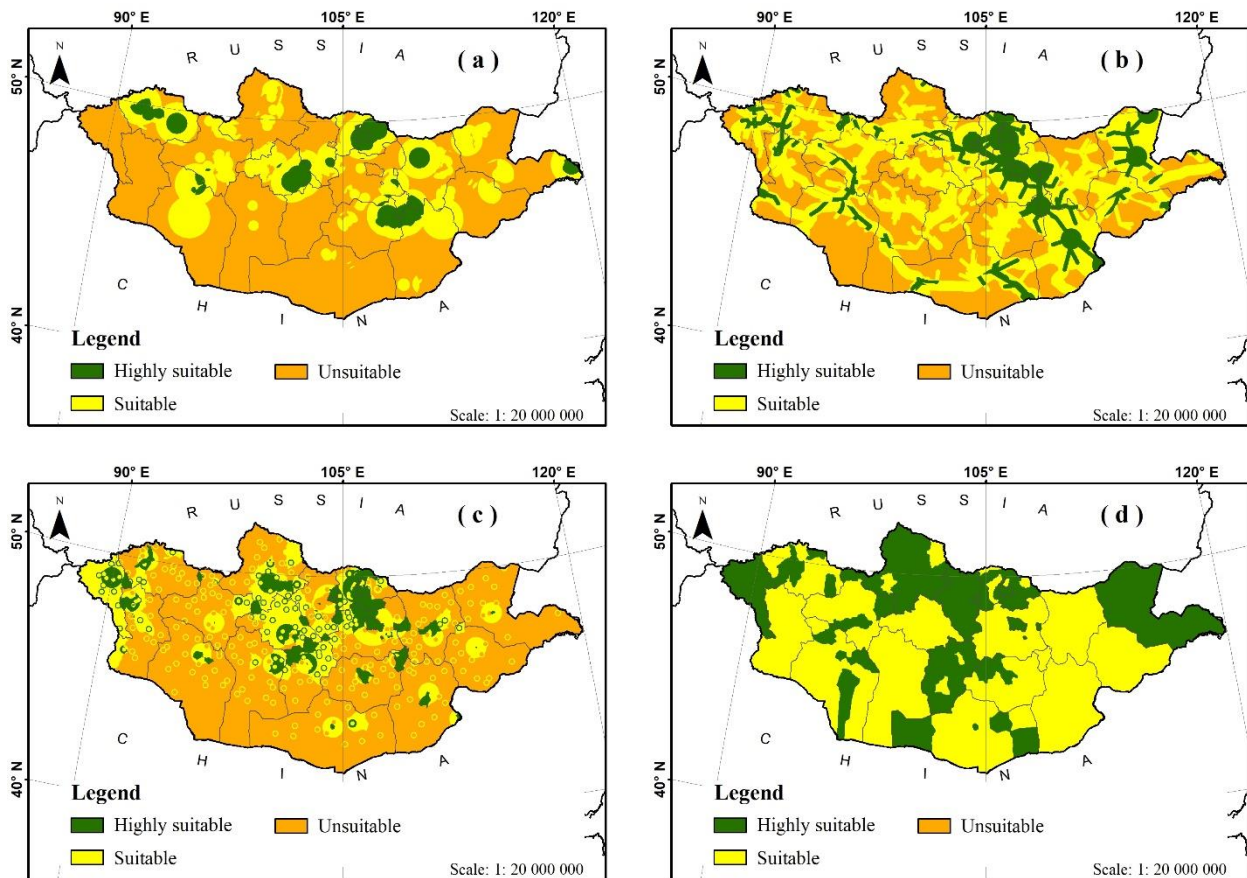 90° E 105° E 120° E
N
R U S S I A
( a )
50° N
40° N
C H I N A
Legend
Highly suitable Unsuitable
Suitable
Scale: 1: 20 000 000
90° E 105° E 120° E
N
R U S S I A
( b )
50° N
40° N
C H I N A
Legend
Highly suitable Unsuitable
Suitable
Scale: 1: 20 000 000
90° E 105° E 120° E
N
R U S S I A
( c )
50° N
40° N
C H I N A
Legend
Highly suitable Unsuitable
Suitable
Scale: 1: 20 000 000
90° E 105° E 120° E
N
R U S S I A
( d )
50° N
40° N
C H I N A
Legend
Highly suitable Unsuitable
Suitable
Scale: 1: 20 000 000